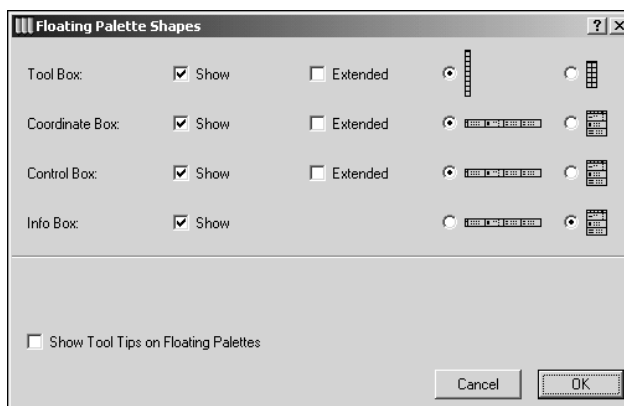 Floating Palette Shapes
Tool Box: Show Extended
Coordinate Box: Show Extended
Control Box: Show Extended
Info Box: Show
Show Tool Tips on Floating Palettes
Cancel OK